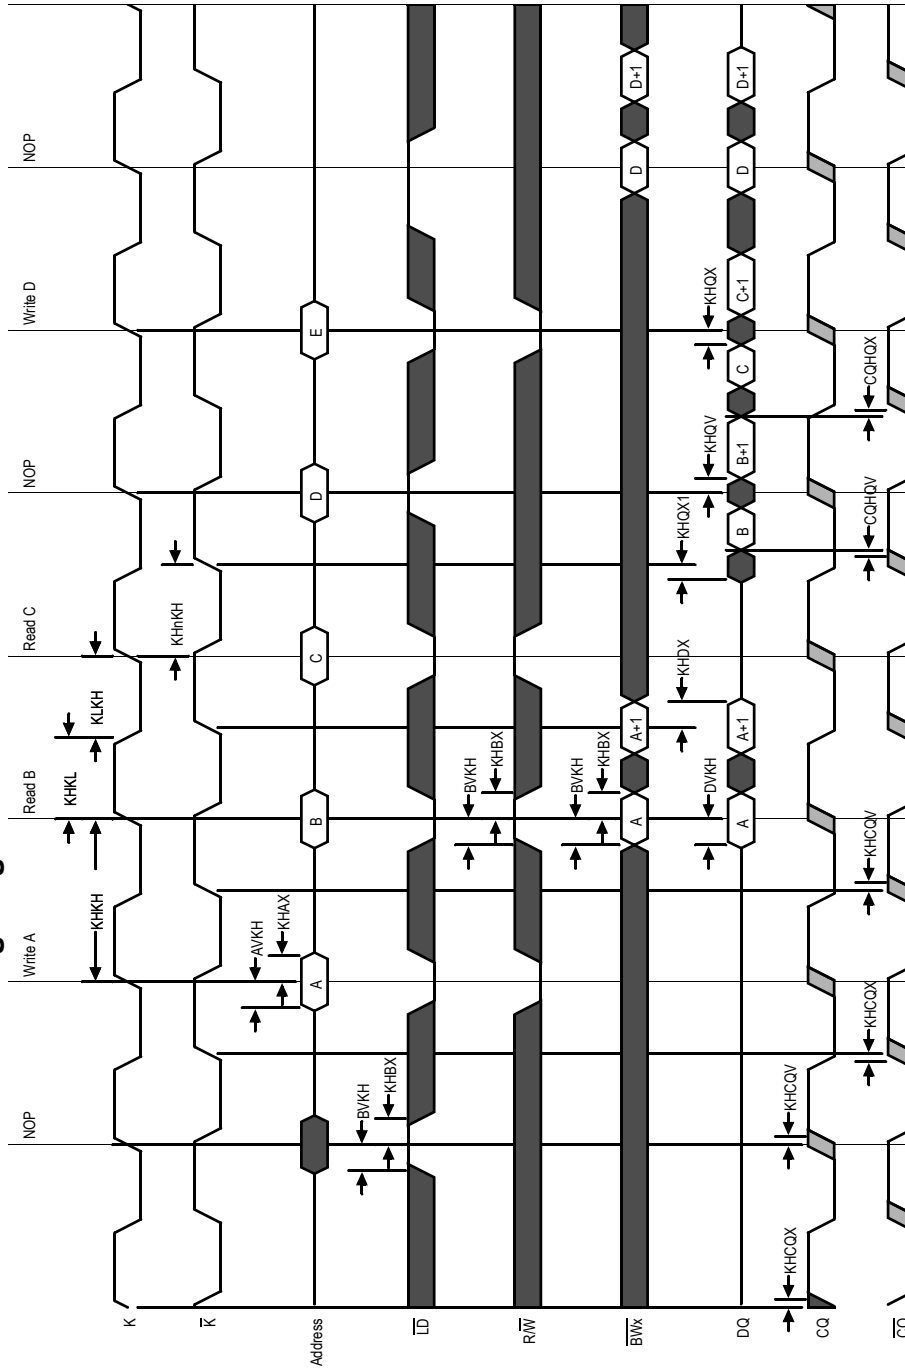 NOP
Write A
Read B
Read C
NOP
Write D
NOP
K
KHKH
KHKL
KLKH
K
KHnKH
Address
AVKH
KHAX
A
B
C
D
E
LD
BVKH
KHBX
R/W
BVKH
KHBX
BWx
BVKH
KHBX
A
A+1
D
D+1
KHDX
KHQX1
KHQV
KHQX
DVKH
DQ
A
A+1
B
B+1
C
C+1
D
D+1
CQ
KHCQX
KHCQV
CQ
KHCQX
KHCQV
CQHQV
CQHQX